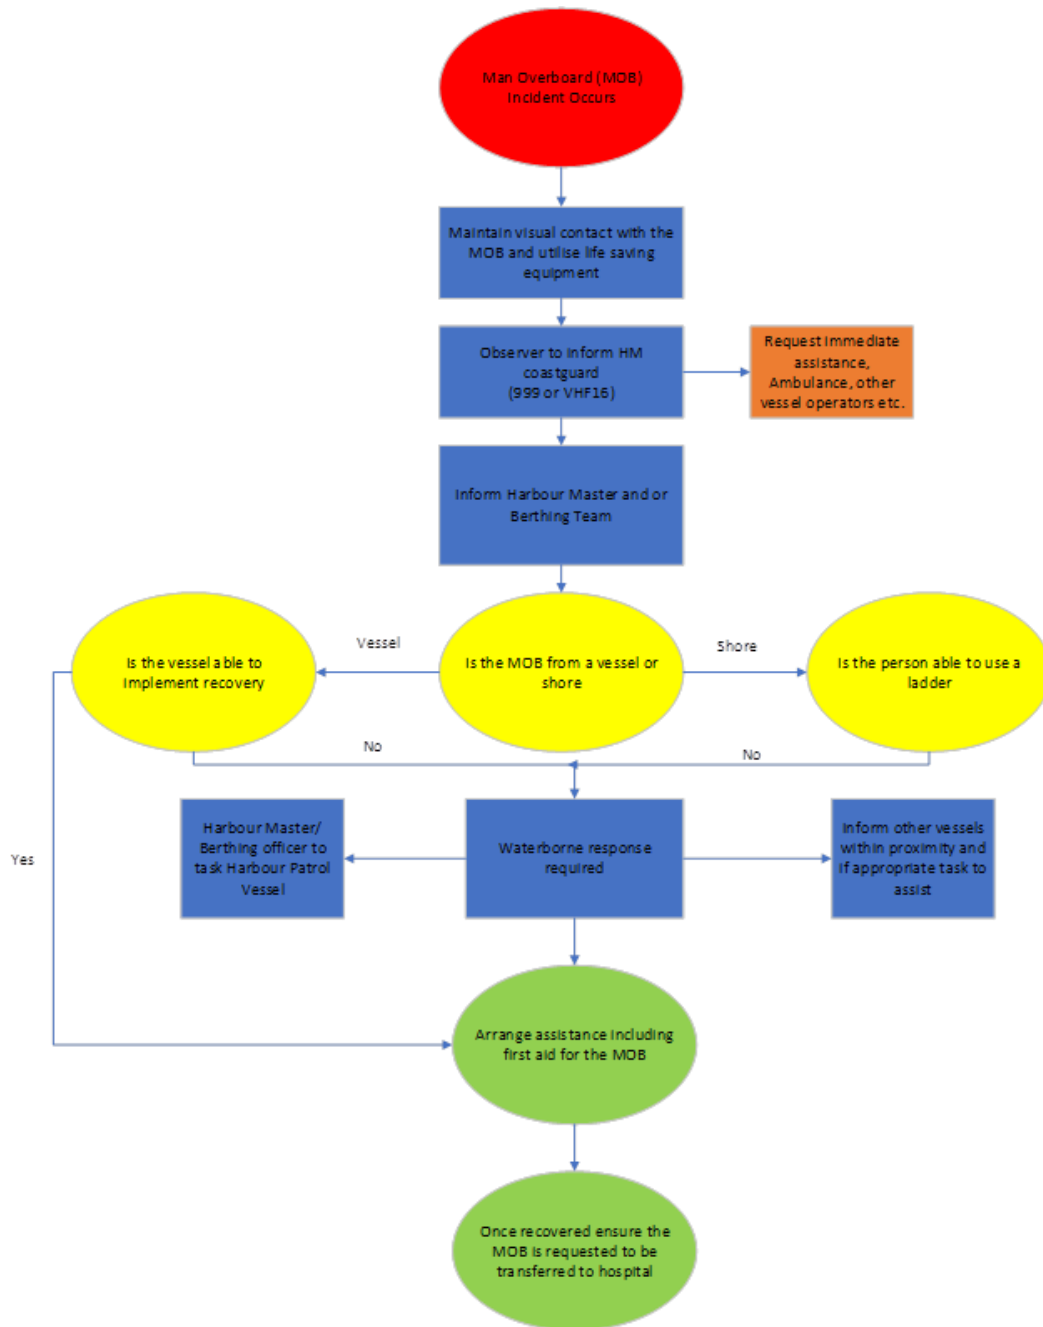 Man Overboard (MOB)
Incident Occurs
Maintain visual contact with the
MOB and utilise life saving
equipment
Observer to inform HM
coastguard
(999 or VHF16)
Request immediate
assistance,
Ambulance, other
vessel operators etc.
Inform Harbour Master and or
Berthing Team
Vessel
Shore
Is the vessel able to
implement recovery
Is the MOB from a vessel or
shore
Is the person able to use a
ladder
No
No
Yes
Harbour Master/
Berthing officer to
task Harbour Patrol
Vessel
Waterborne response
required
Inform other vessels
within proximity and
if appropriate task to
assist
Arrange assistance including
first aid for the MOB
Once recovered ensure the
MOB is requested to be
transferred to hospital